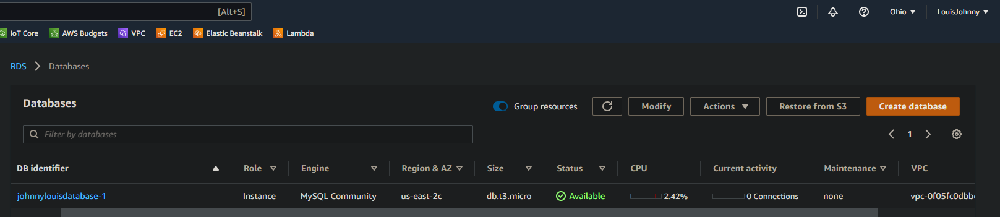 [Alt+S] Ohio LouisJohnny
IoT Core AWS Budgets VPC EC2 Elastic Beanstalk Lambda
RDS Databases
Databases Group resources Modify Actions Restore from S3 Create database
Filter by databases 1
DB identifier Role Engine Region & AZ Size Status CPU Current activity Maintenance VPC
johnnylouisdatabase-1 Instance MySQL Community us-east-2c db.t3.micro Available 2.42% 0 Connections none vpc-0f05fc0dbb